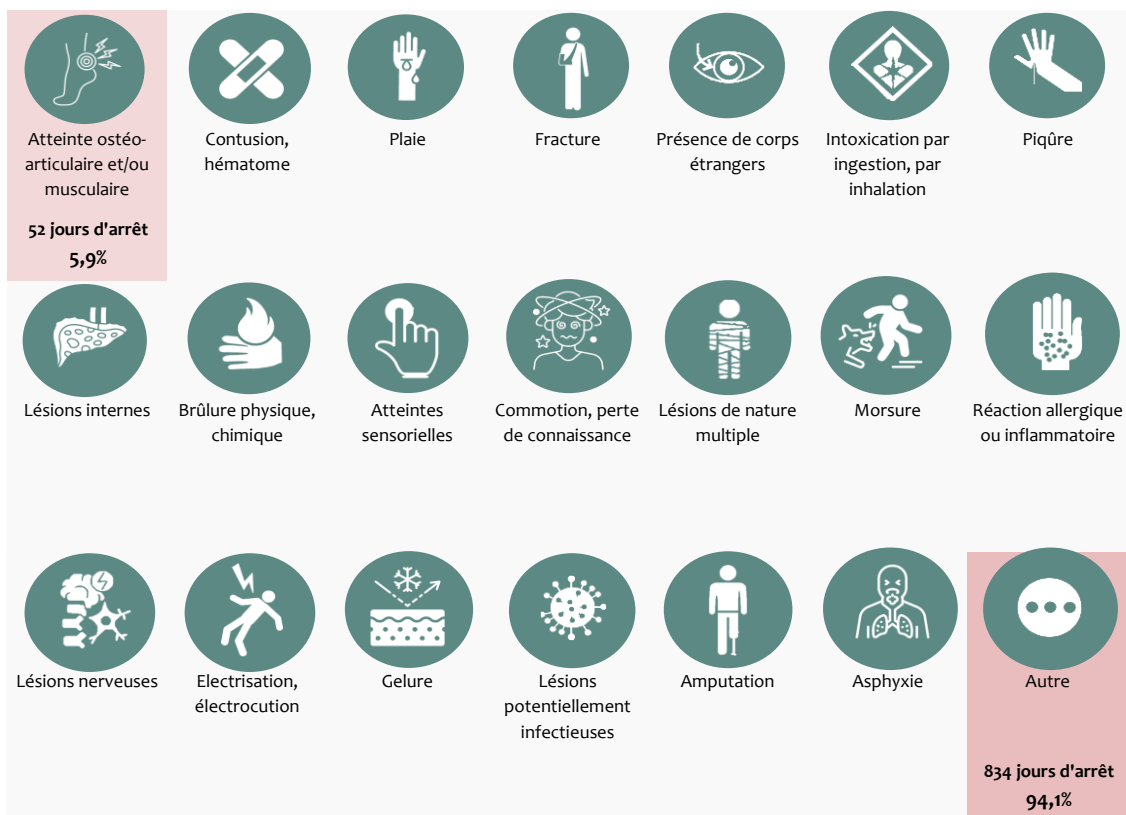 Atteinte ostéo-
articulaire et/ou
musculaire
52 jours d'arrêt
5,9%
Contusion,
hématome
Plaie
Fracture
Présence de corps
étrangers
Intoxication par
ingestion, par
inhalation
Piqûre
Lésions internes
Brûlure physique,
chimique
Atteintes
sensorielles
Commotion, perte
de connaissance
Lésions de nature
multiple
Morsure
Réaction allergique
ou inflammatoire
Lésions nerveuses
Electrisation,
électrocution
Gelure
Lésions
potentiellement
infectieuses
Amputation
Asphyxie
Autre
834 jours d'arrêt
94,1%